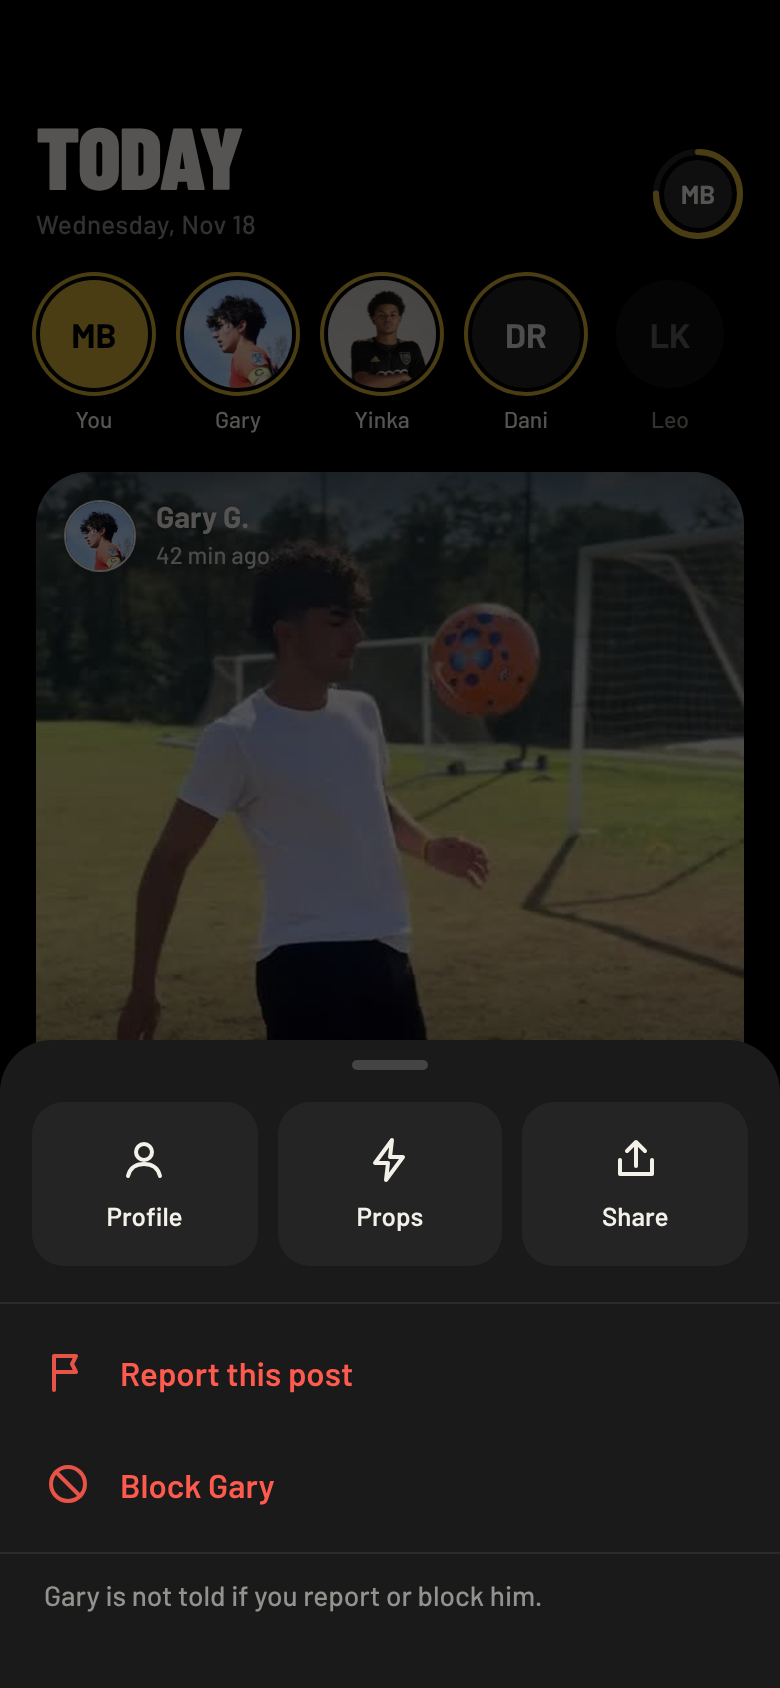 TODAY
Wednesday, Nov 18
MB
MB
DR
LK
You
Gary
Yinka
Dani
Leo
Gary G.
42 min ago
Profile
Props
Share
Report this post
Block Gary
Gary is not told if you report or block him.